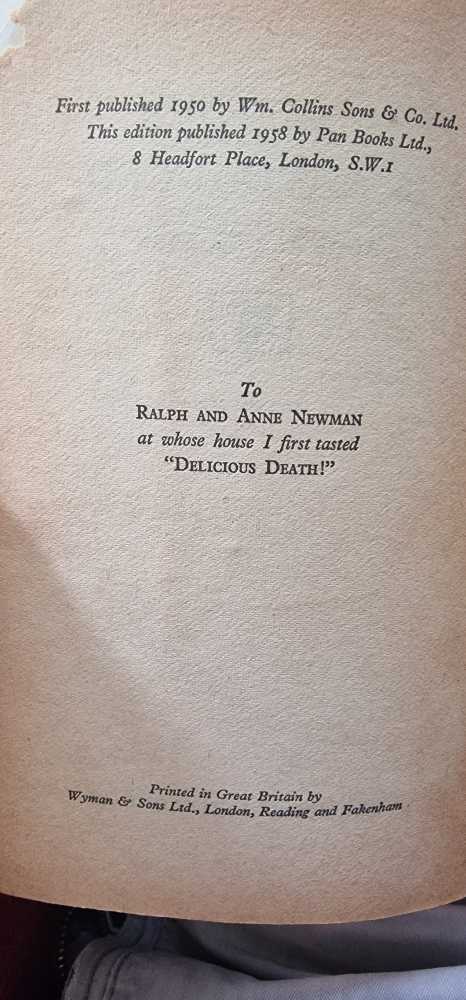 First published 1950 by Wm. Collins Sons & Co. Ltd.
This edition published 1958 by Pan Books Ltd.,
8 Headfort Place, London, S.W.1
To
Ralph and Anne Newman
at whose house I first tasted
“Delicious Death!”
Printed in Great Britain by
Wyman & Sons Ltd., London, Reading and Fakenham